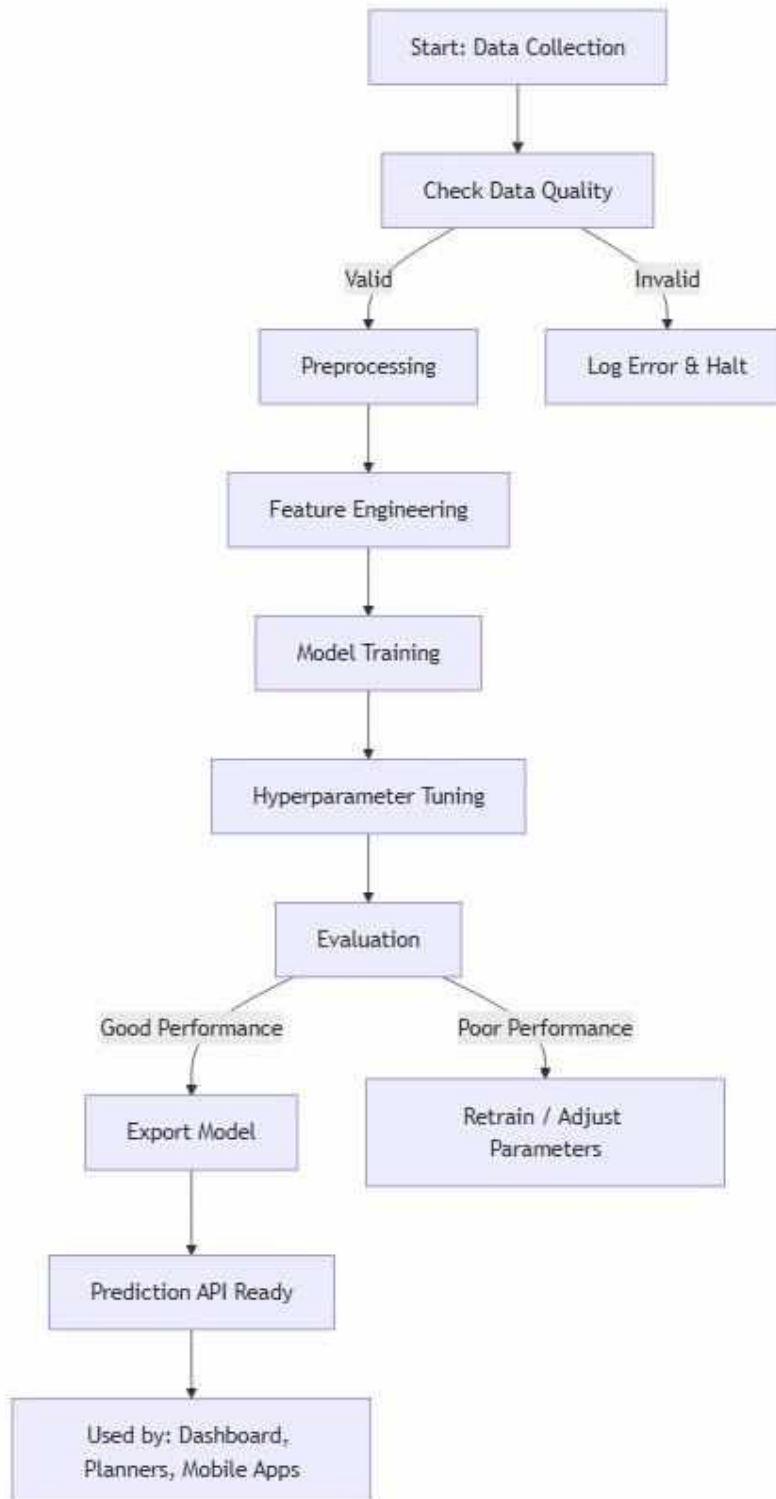 Start: Data Collection
Check Data Quality
Valid
Invalid
Preprocessing
Log Error & Halt
Feature Engineering
Model Training
Hyperparameter Tuning
Evaluation
Good Performance
Poor Performance
Export Model
Retrain / Adjust
Parameters
Prediction API Ready
Used by: Dashboard,
Planners, Mobile Apps